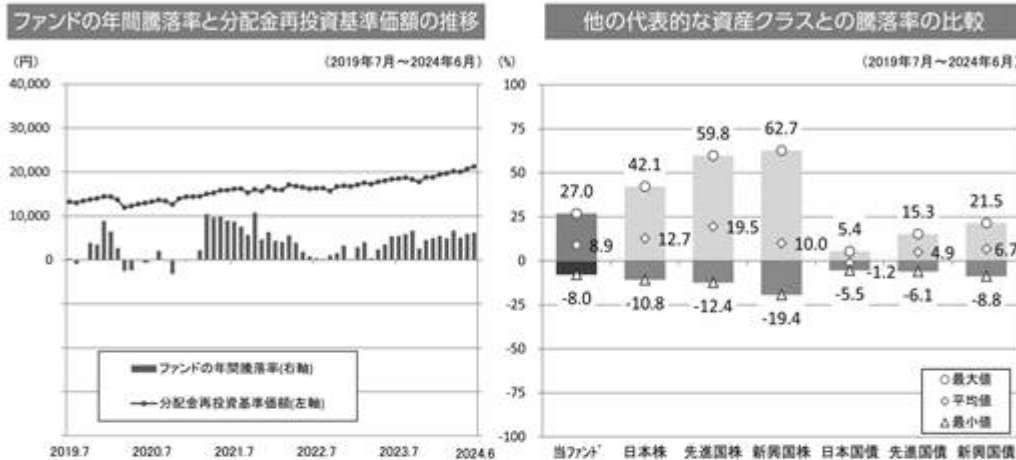 ファンドの年間騰落率と分配金再投資基準価額の推移
(円)
(2019年7月～2024年6月)
40,000
30,000
20,000
10,000
0
ファンドの年間騰落率(右軸)
分配金再投資基準価額(左軸)
2019.7 2020.7 2021.7 2022.7 2023.7 2024.6
他の代表的な資産クラスとの騰落率の比較
(%)
(2019年7月～2024年6月)
100
75
50
25
0
-25
-50
-75
-100
27.0 42.1 59.8 62.7 5.4 15.3 21.5
8.9 12.7 19.5 10.0 -1.2 4.9 6.7
-8.0 -10.8 -12.4 -19.4 -5.5 -6.1 -8.8
最大値
平均値
最小値
当ファンド 日本株 先進国株 新興国株 日本国債 先進国債 新興国債